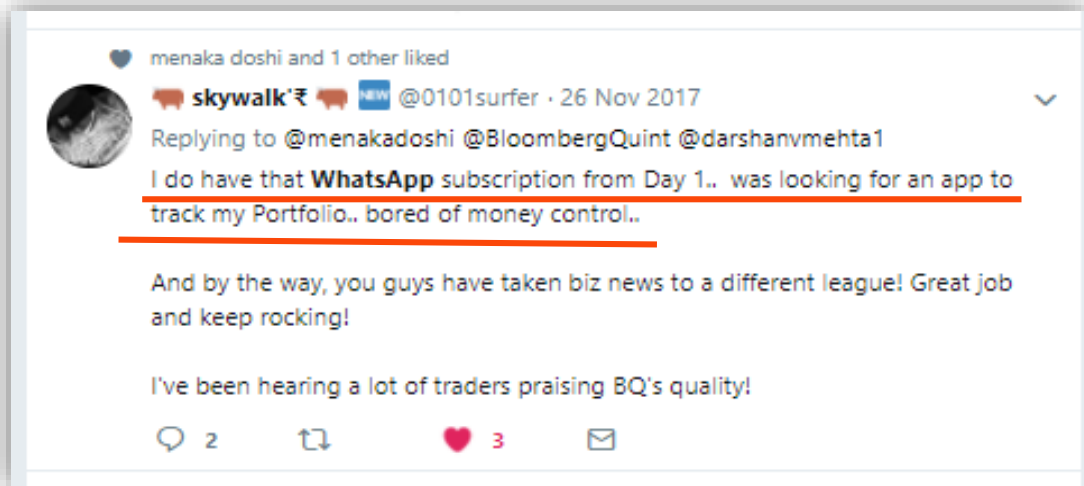 menaka doshi and 1 other liked
skywalk'₹ NEW @0101surfer · 26 Nov 2017
Replying to @menakadoshi @BloombergQuint @darshanvmehta1
I do have that WhatsApp subscription from Day 1.. was looking for an app to
track my Portfolio.. bored of money control..
And by the way, you guys have taken biz news to a different league! Great job
and keep rocking!
I've been hearing a lot of traders praising BQ's quality!
2 3